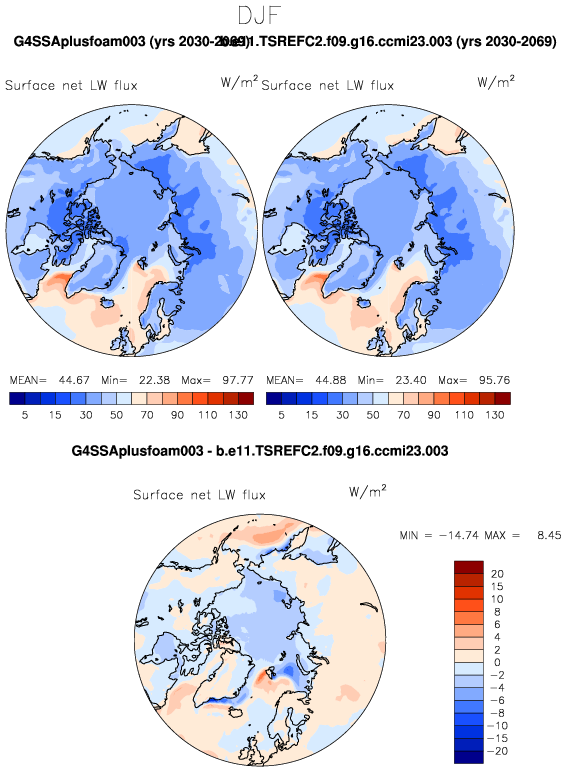 DJF
G4SSAplusfoam003 (yrs 2030-2069) b.e11.TSREFC2.f09.g16.ccmi23.003 (yrs 2030-2069)
Surface net LW flux W/m² Surface net LW flux W/m²
MEAN= 44.67 Min= 22.38 Max= 97.77 MEAN= 44.88 Min= 23.40 Max= 95.76
5 15 30 50 70 90 110 130 5 15 30 50 70 90 110 130
G4SSAplusfoam003 - b.e11.TSREFC2.f09.g16.ccmi23.003
Surface net LW flux W/m²
MIN = -14.74 MAX = 8.45
20
15
10
8
6
4
2
0
-2
-4
-6
-8
-10
-15
-20